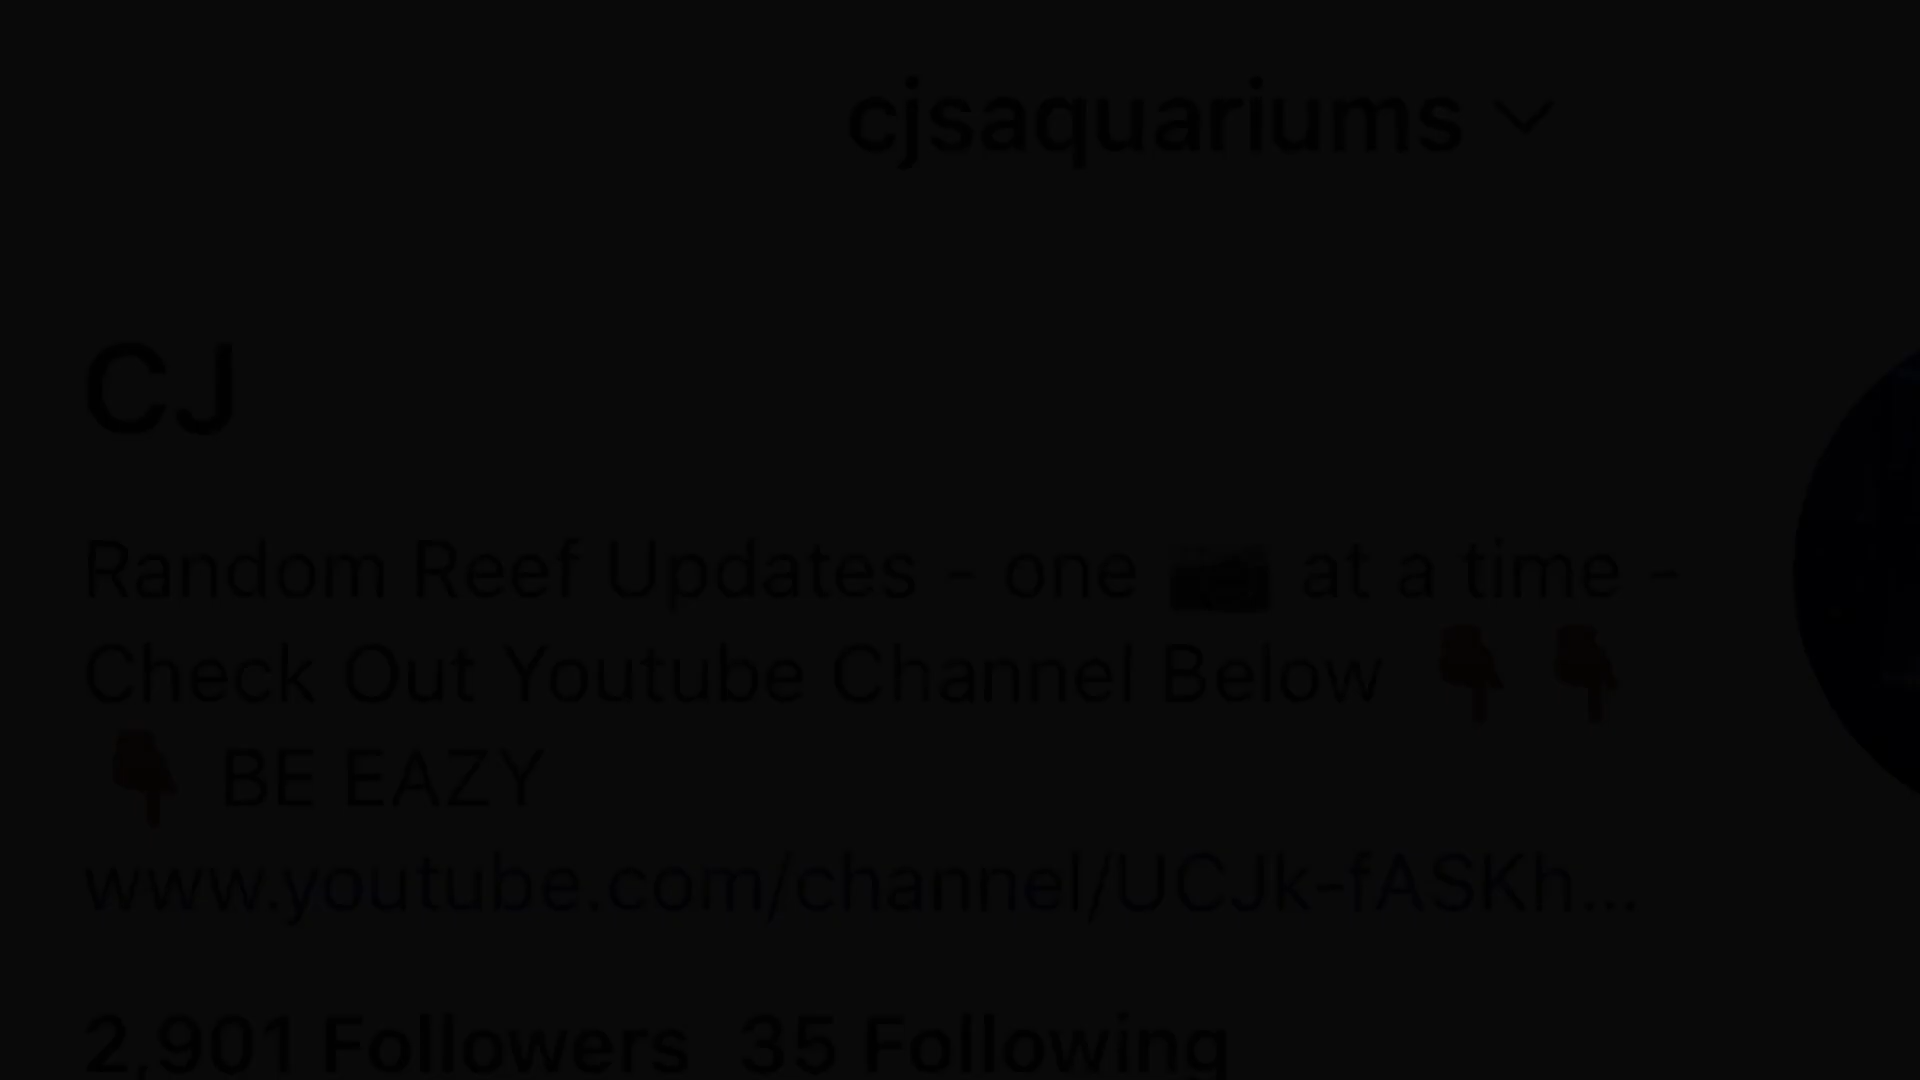 cjsaquariums
CJ
Random Reef Updates - one 📷 at a time -
Check Out Youtube Channel Below 👇🏿 👇🏿
👇🏿 BE EAZY
www.youtube.com/channel/UCJk-fASKh...
2,901 Followers 35 Following